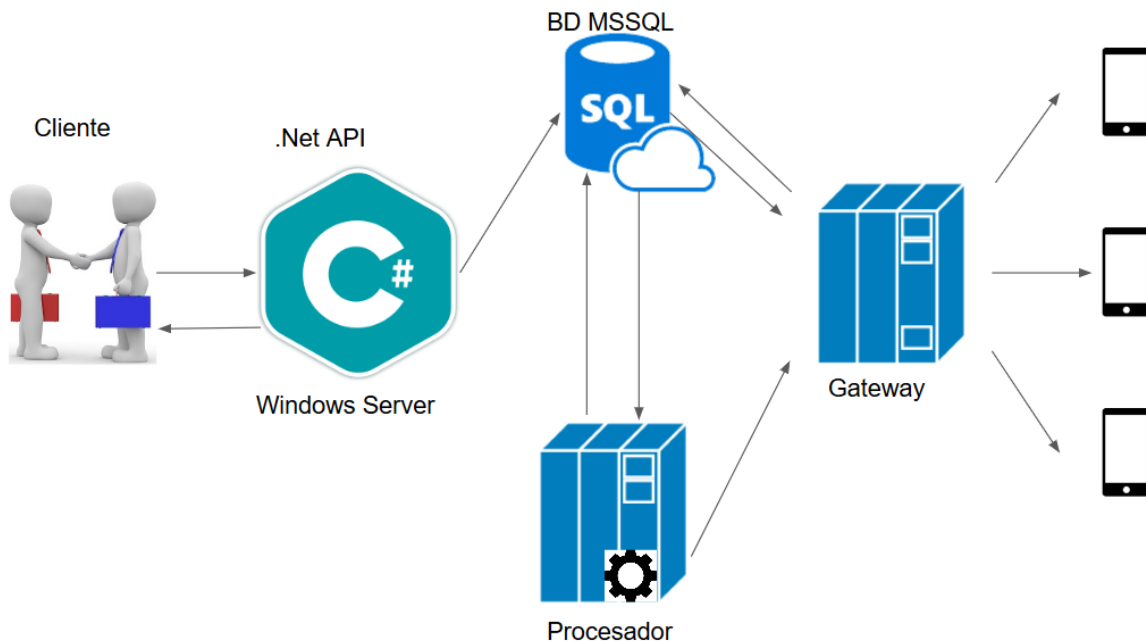 BD MSSQL
SQL
Cliente
.Net API
C#
Windows Server
Gateway
Procesador